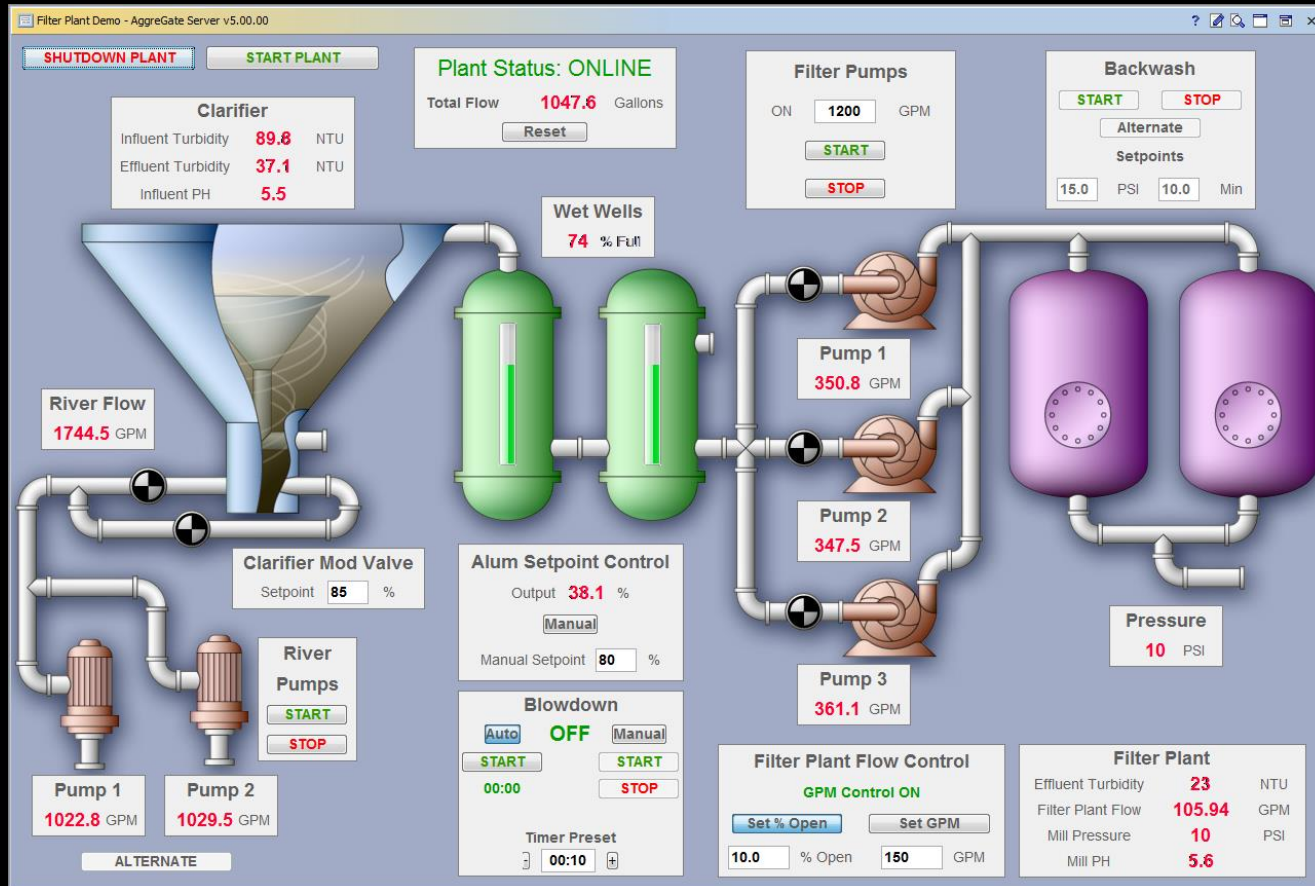 Filter Plant Demo - AggreGate Server v5.00.00
SHUTDOWN PLANT
START PLANT
Clarifier
Influent Turbidity 89.8 NTU
Effluent Turbidity 37.1 NTU
Influent PH 5.5
Plant Status: ONLINE
Total Flow 1047.6 Gallons
Reset
Filter Pumps
ON 1200 GPM
START
STOP
Backwash
START STOP
Alternate
Setpoints
15.0 PSI 10.0 Min
Wet Wells
74 % Full
River Flow
1744.5 GPM
Pump 1
350.8 GPM
Pump 2
347.5 GPM
Pump 3
361.1 GPM
Clarifier Mod Valve
Setpoint 85 %
Alum Setpoint Control
Output 38.1 %
Manual
Manual Setpoint 80 %
Pressure
10 PSI
River
Pumps
START
STOP
Pump 1
1022.8 GPM
Pump 2
1029.5 GPM
ALTERNATE
Blowdown
Auto OFF Manual
START START
00:00 STOP
Timer Preset
- 00:10 +
Filter Plant Flow Control
GPM Control ON
Set % Open Set GPM
10.0 % Open 150 GPM
Filter Plant
Effluent Turbidity 23 NTU
Filter Plant Flow 105.94 GPM
Mill Pressure 10 PSI
Mill PH 5.6